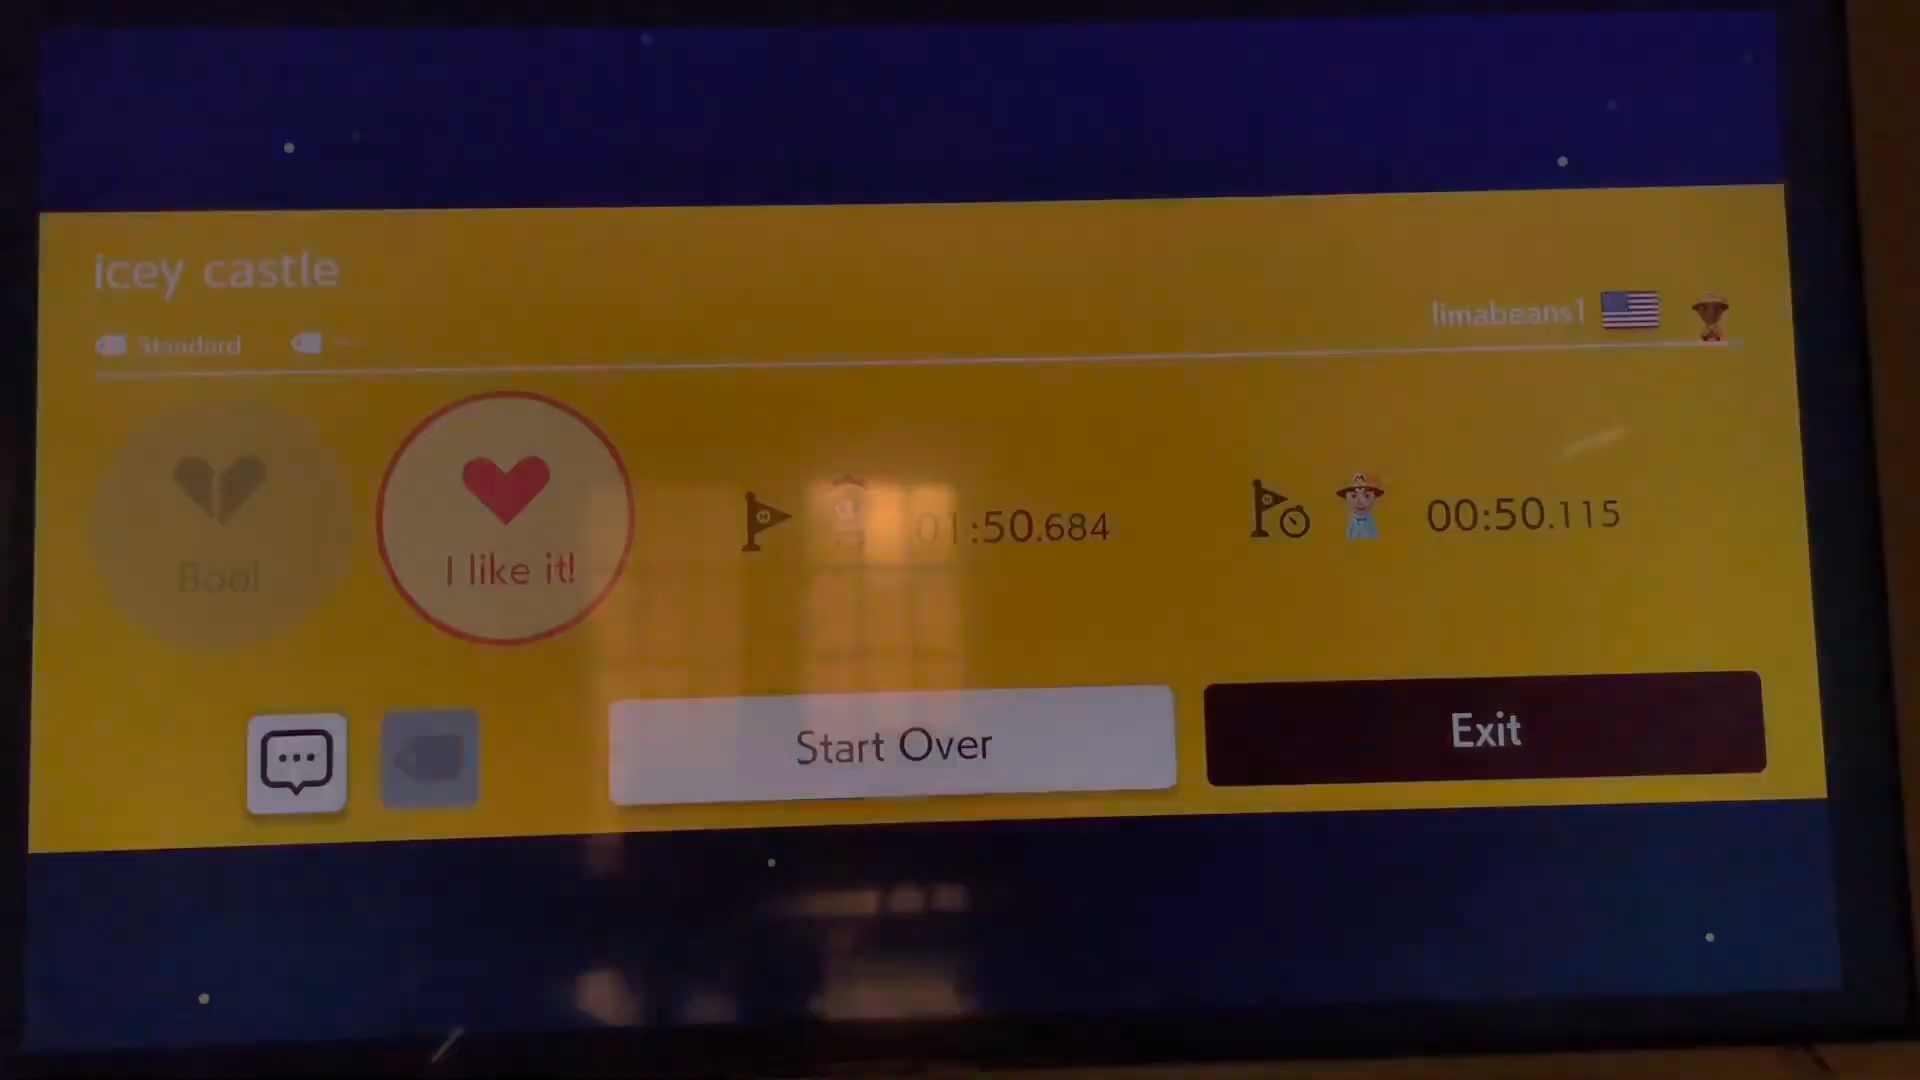 icey castle
limabeans1
Standard
---
Boo!
I like it!
01:50.684
00:50.115
Start Over
Exit